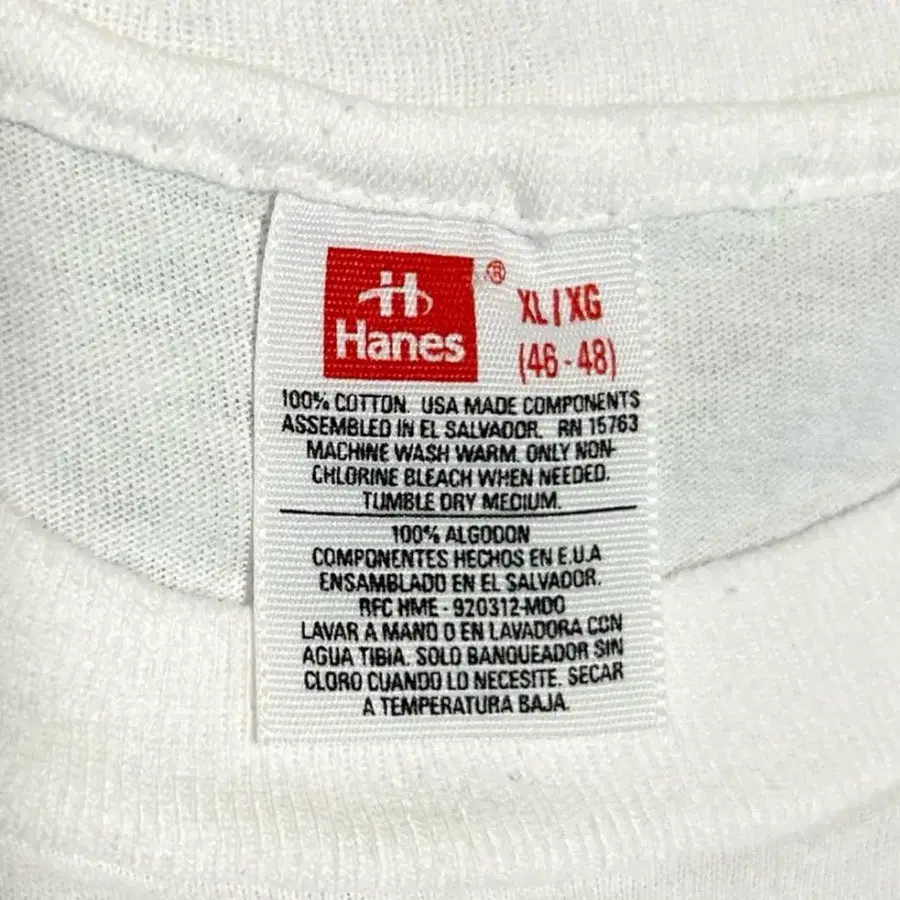 H
Hanes ®
XL / XG
(46 - 48)
100% COTTON. USA MADE COMPONENTS
ASSEMBLED IN EL SALVADOR. RN 15763
MACHINE WASH WARM. ONLY NON-
CHLORINE BLEACH WHEN NEEDED.
TUMBLE DRY MEDIUM.
100% ALGODON
COMPONENTES HECHOS EN E.U.A
ENSAMBLADO EN EL SALVADOR.
RFC HME - 920312-MD0
LAVAR A MANO O EN LAVADORA CON
AGUA TIBIA. SOLO BANQUEADOR SIN
CLORO CUANDO LO NECESITE. SECAR
A TEMPERATURA BAJA.